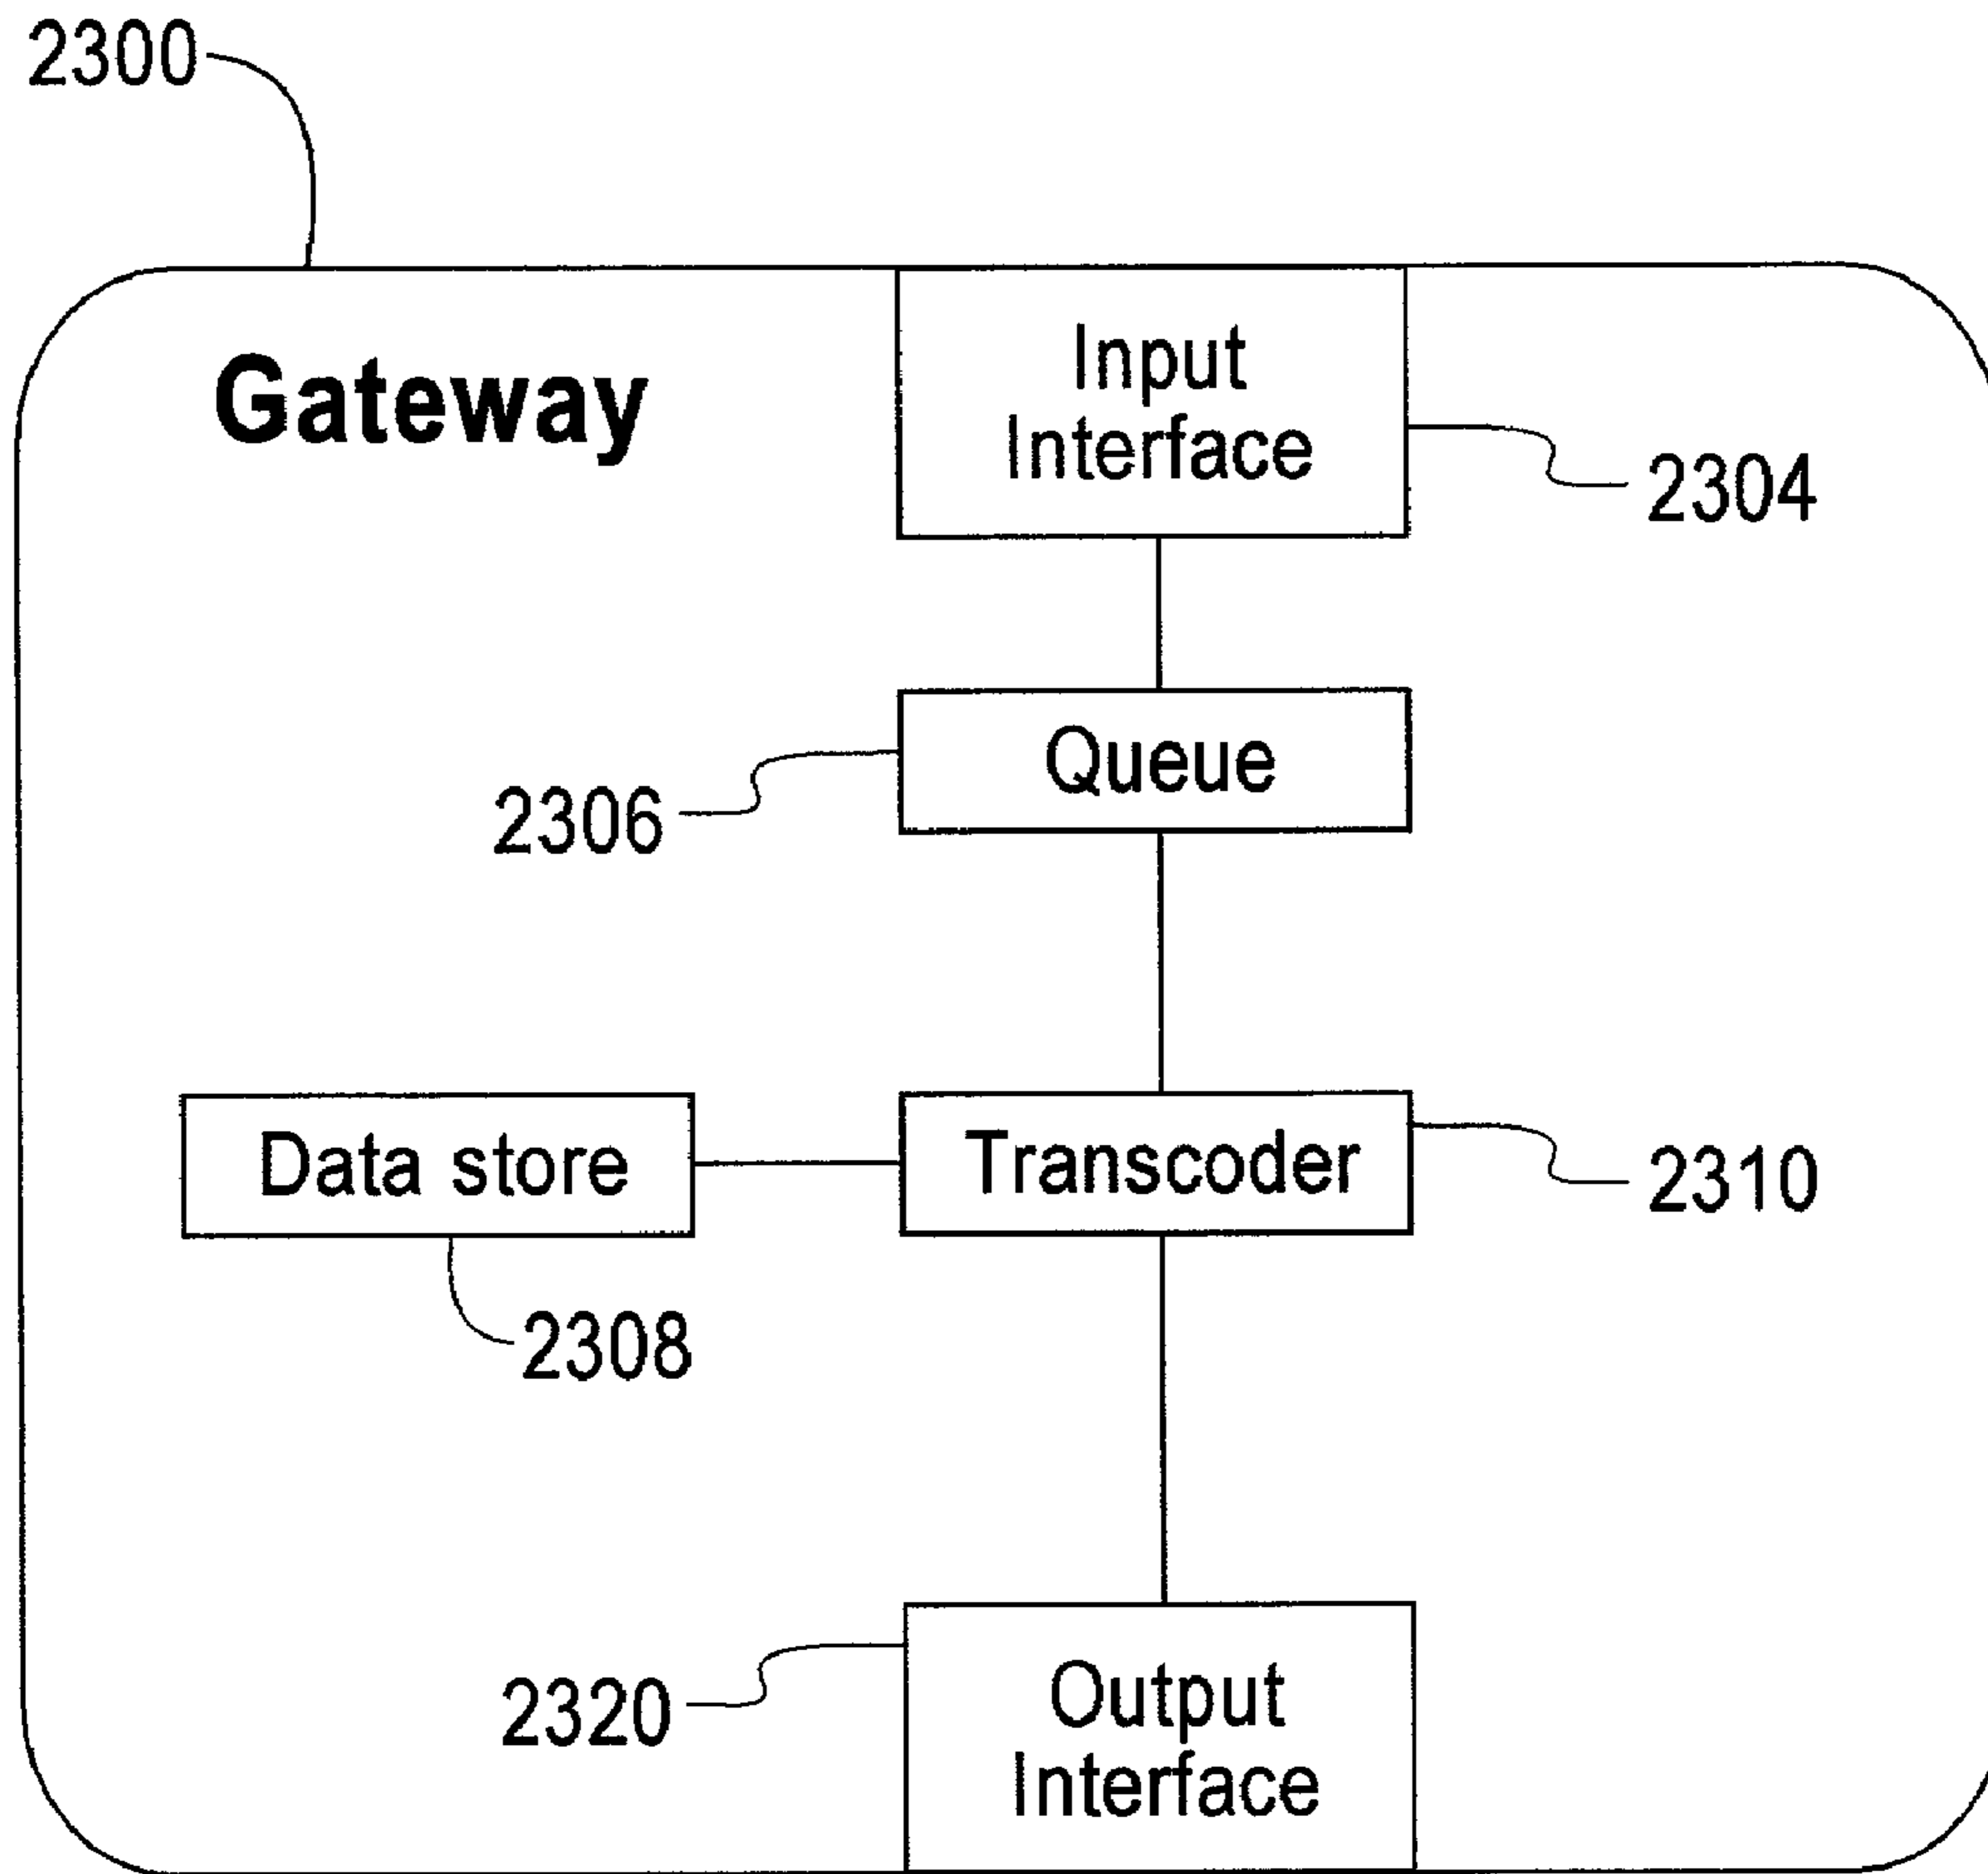 2300
Gateway
Input
Interface
2304
Queue
2306
Data store
Transcoder
2310
2308
2320
Output
Interface